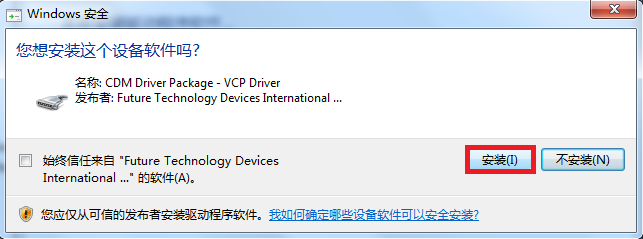 Windows 安全
您想安装这个设备软件吗?
名称: CDM Driver Package - VCP Driver
发布者: Future Technology Devices International ...
始终信任来自 "Future Technology Devices
International ..." 的软件(A)。
安装(I)
不安装(N)
您应仅从可信的发布者安装驱动程序软件。我如何确定哪些设备软件可以安全安装?